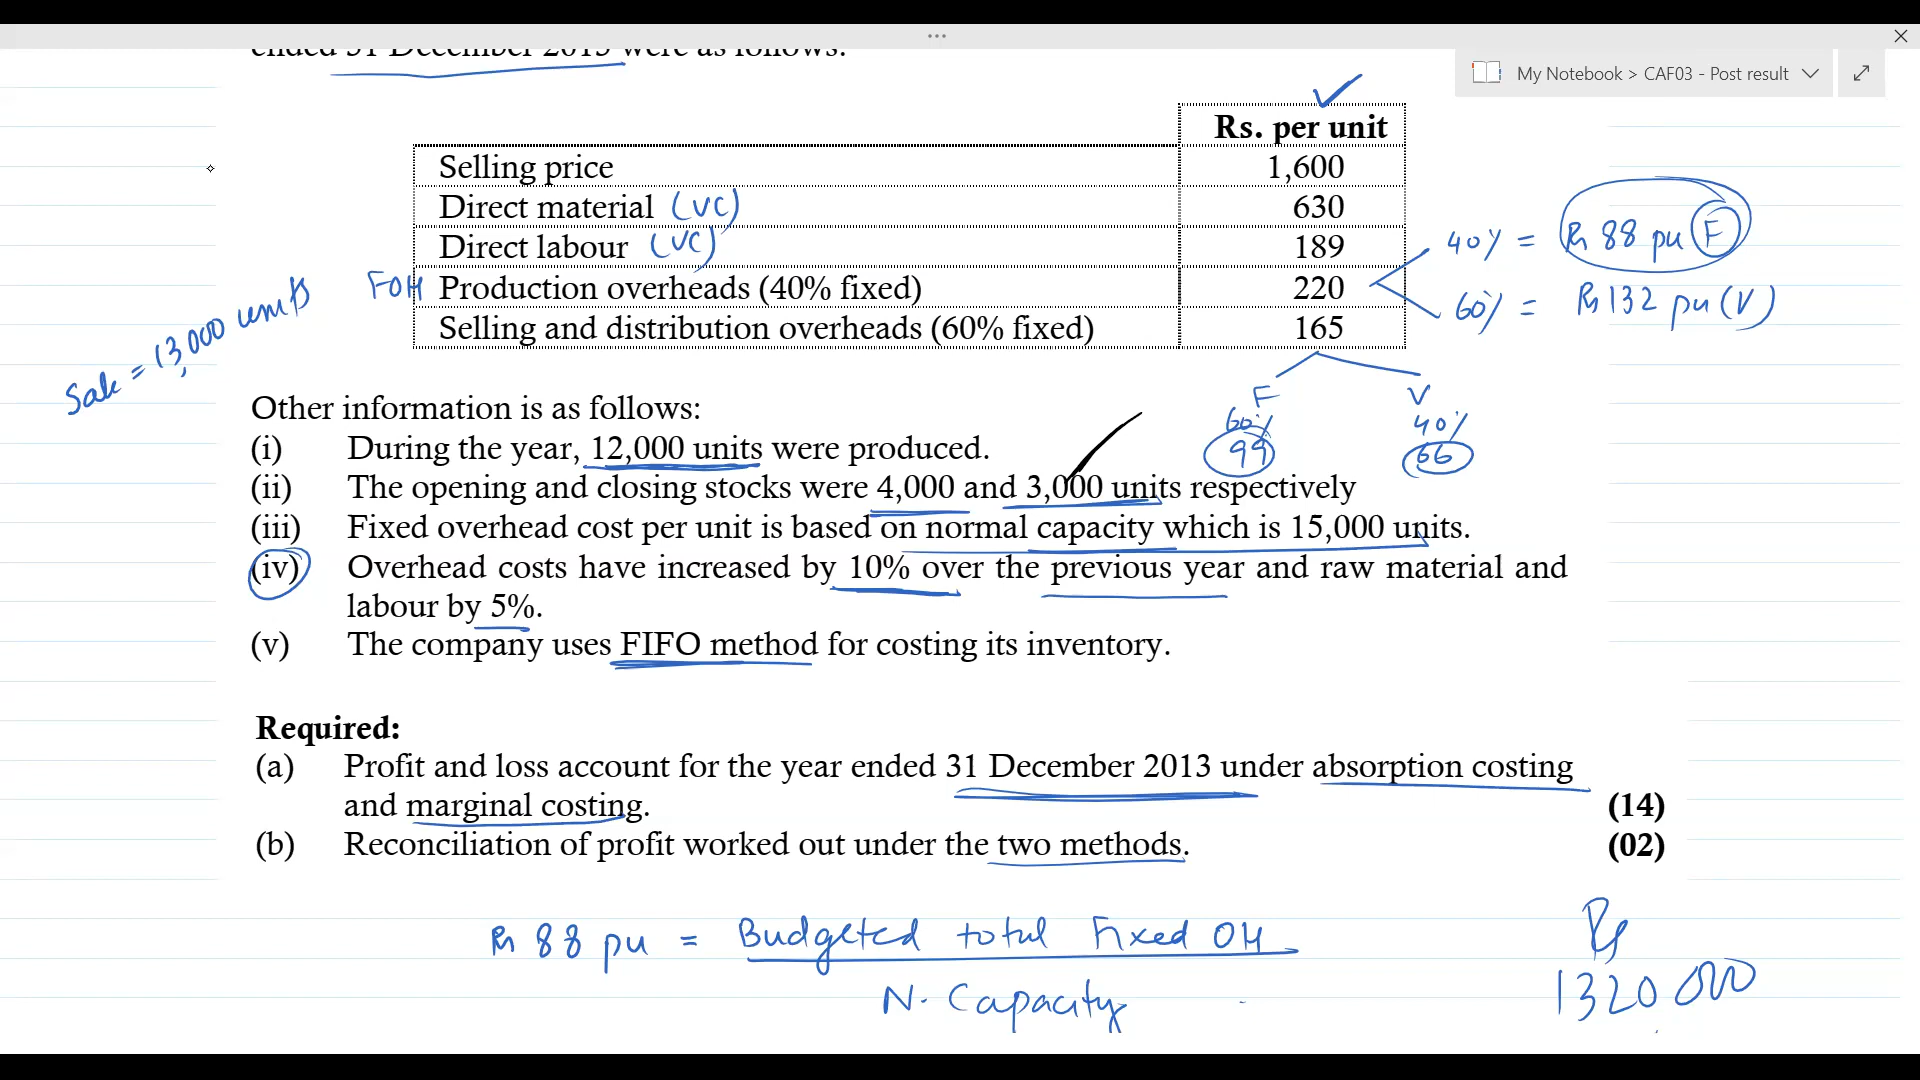 ended 31 December 2013 were as follows:
My Notebook > CAF03 - Post result
Rs. per unit
Selling price 1,600
Direct material (VC) 630
Direct labour (VC) 189
FOH Production overheads (40% fixed) 220
Selling and distribution overheads (60% fixed) 165
40% = Rs 88 pu F
60% = Rs 132 pu (V)
F V
60% 40%
99 66
Sale = 13,000 units
Other information is as follows:
(i) During the year, 12,000 units were produced.
(ii) The opening and closing stocks were 4,000 and 3,000 units respectively
(iii) Fixed overhead cost per unit is based on normal capacity which is 15,000 units.
(iv) Overhead costs have increased by 10% over the previous year and raw material and
labour by 5%.
(v) The company uses FIFO method for costing its inventory.
Required:
(a) Profit and loss account for the year ended 31 December 2013 under absorption costing
and marginal costing. (14)
(b) Reconciliation of profit worked out under the two methods. (02)
Rs 88 pu = Budgeted total Fixed OH
N. Capacity
Rs
1320 000